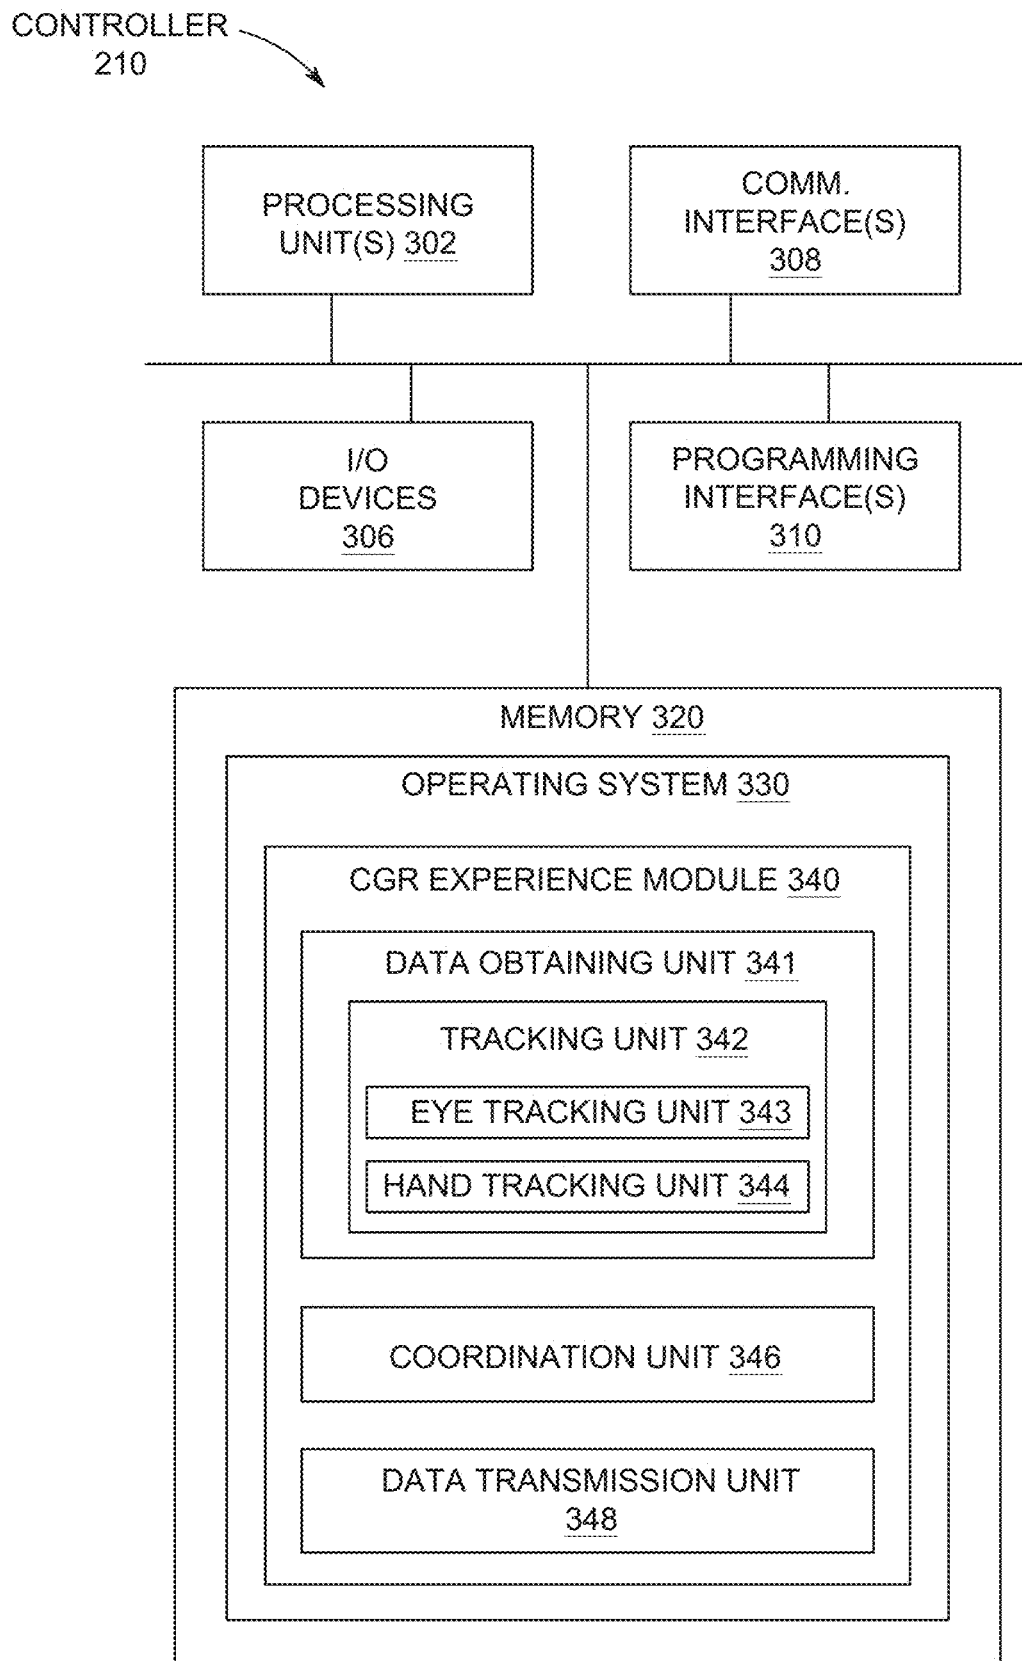 CONTROLLER
210
PROCESSING
UNIT(S) 302
COMM.
INTERFACE(S)
308
I/O
DEVICES
306
PROGRAMMING
INTERFACE(S)
310
MEMORY 320
OPERATING SYSTEM 330
CGR EXPERIENCE MODULE 340
DATA OBTAINING UNIT 341
TRACKING UNIT 342
EYE TRACKING UNIT 343
HAND TRACKING UNIT 344
COORDINATION UNIT 346
DATA TRANSMISSION UNIT
348